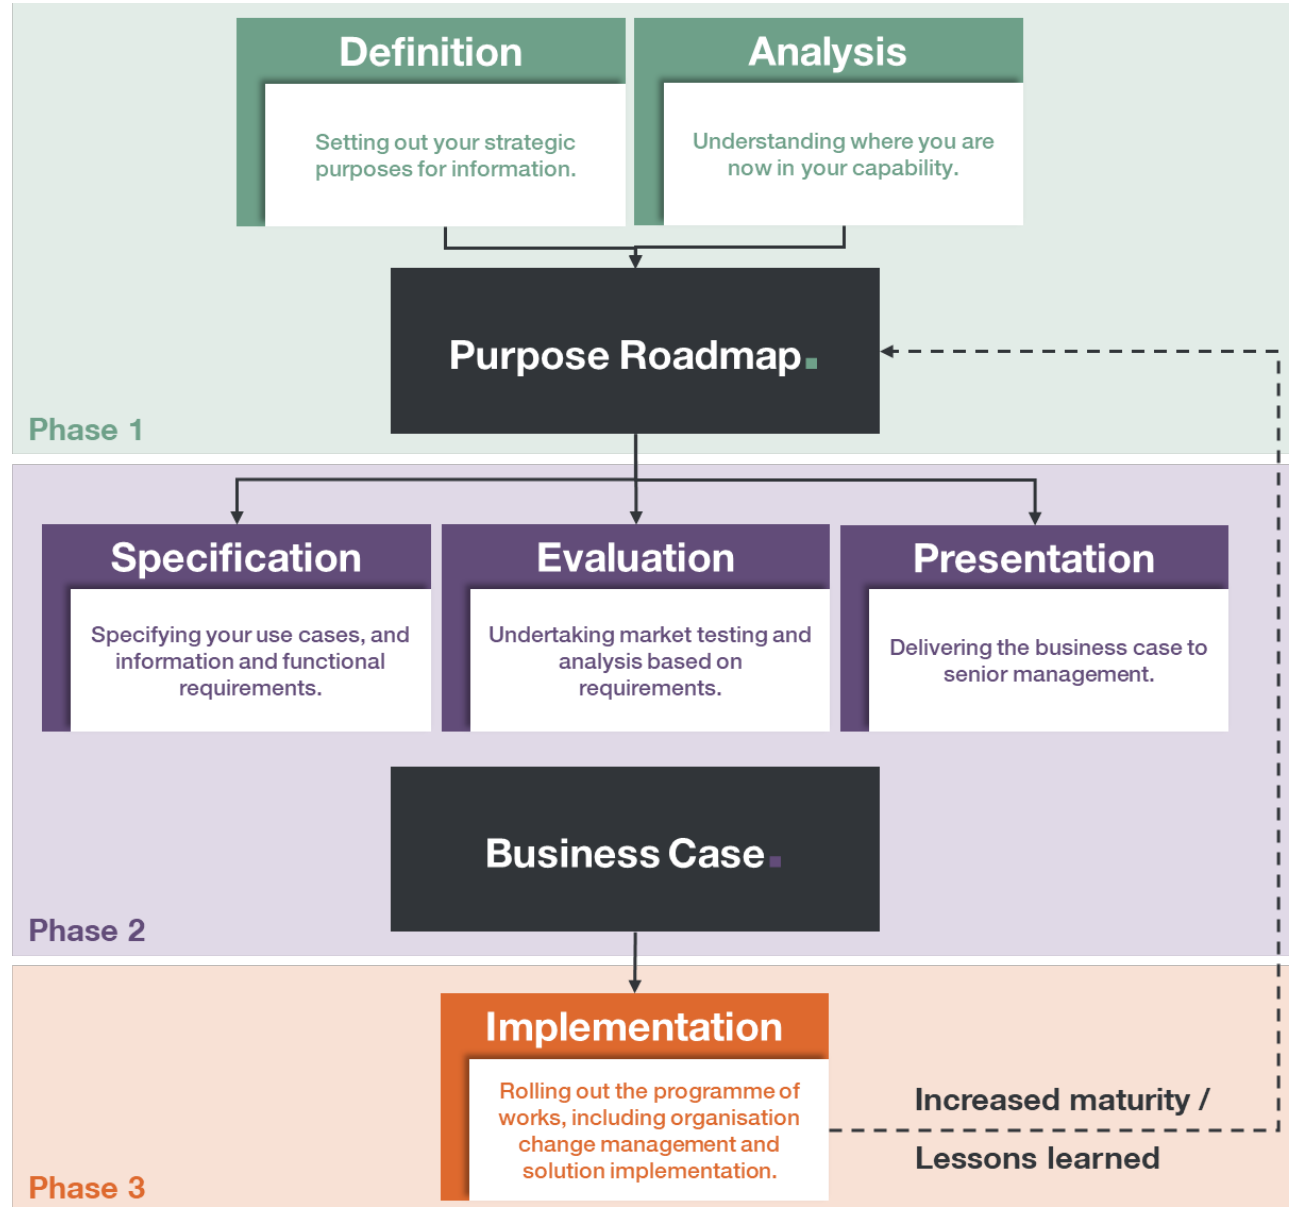 Definition
Setting out your strategic
purposes for information.
Analysis
Understanding where you are
now in your capability.
Purpose Roadmap.
Phase 1
Specification
Specifying your use cases, and
information and functional
requirements.
Evaluation
Undertaking market testing and
analysis based on
requirements.
Presentation
Delivering the business case to
senior management.
Business Case.
Phase 2
Implementation
Rolling out the programme of
works, including organisation
change management and
solution implementation.
Increased maturity /
Lessons learned
Phase 3